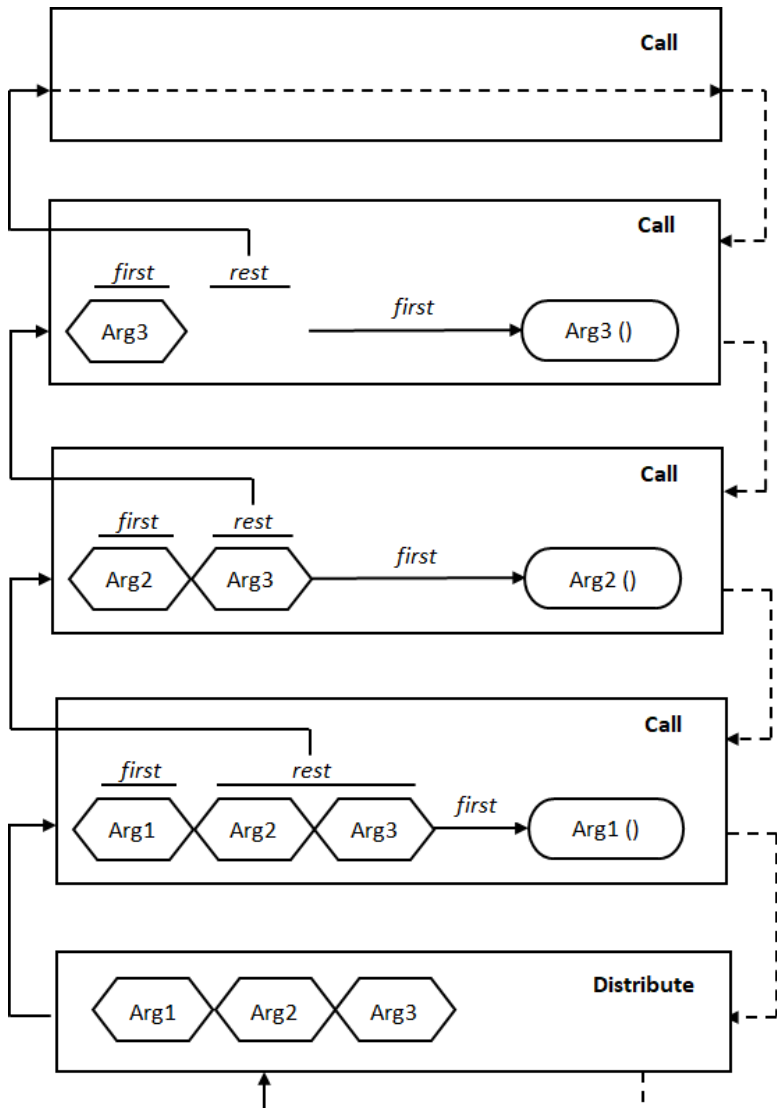 Call
Call
first rest
first
Arg3 Arg3 ()
Call
first rest
first
Arg2 Arg3 Arg2 ()
Call
first rest
first
Arg1 Arg2 Arg3 Arg1 ()
Distribute
Arg1 Arg2 Arg3